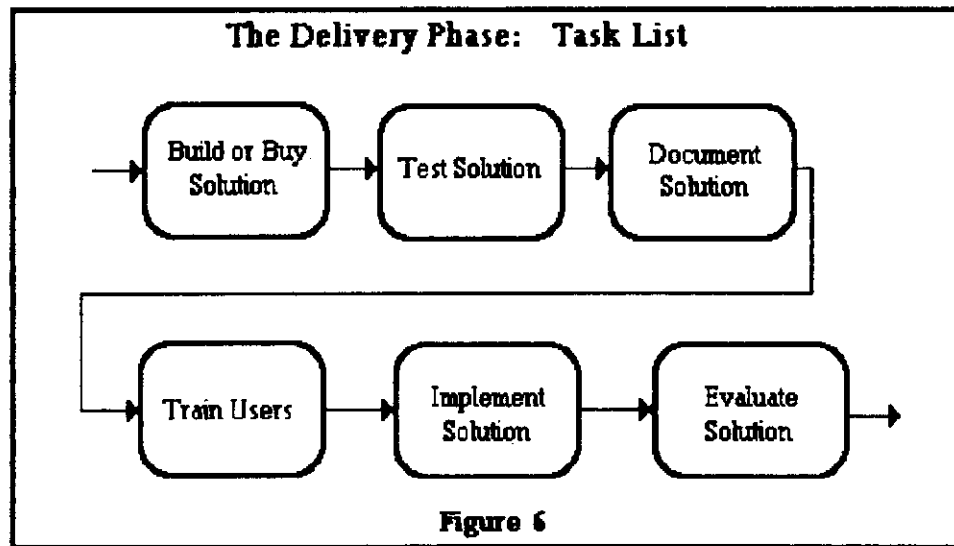 The Delivery Phase: Task List
Build or Buy
Solution
Test Solution
Document
Solution
Train Users
Implement
Solution
Evaluate
Solution
Figure 6